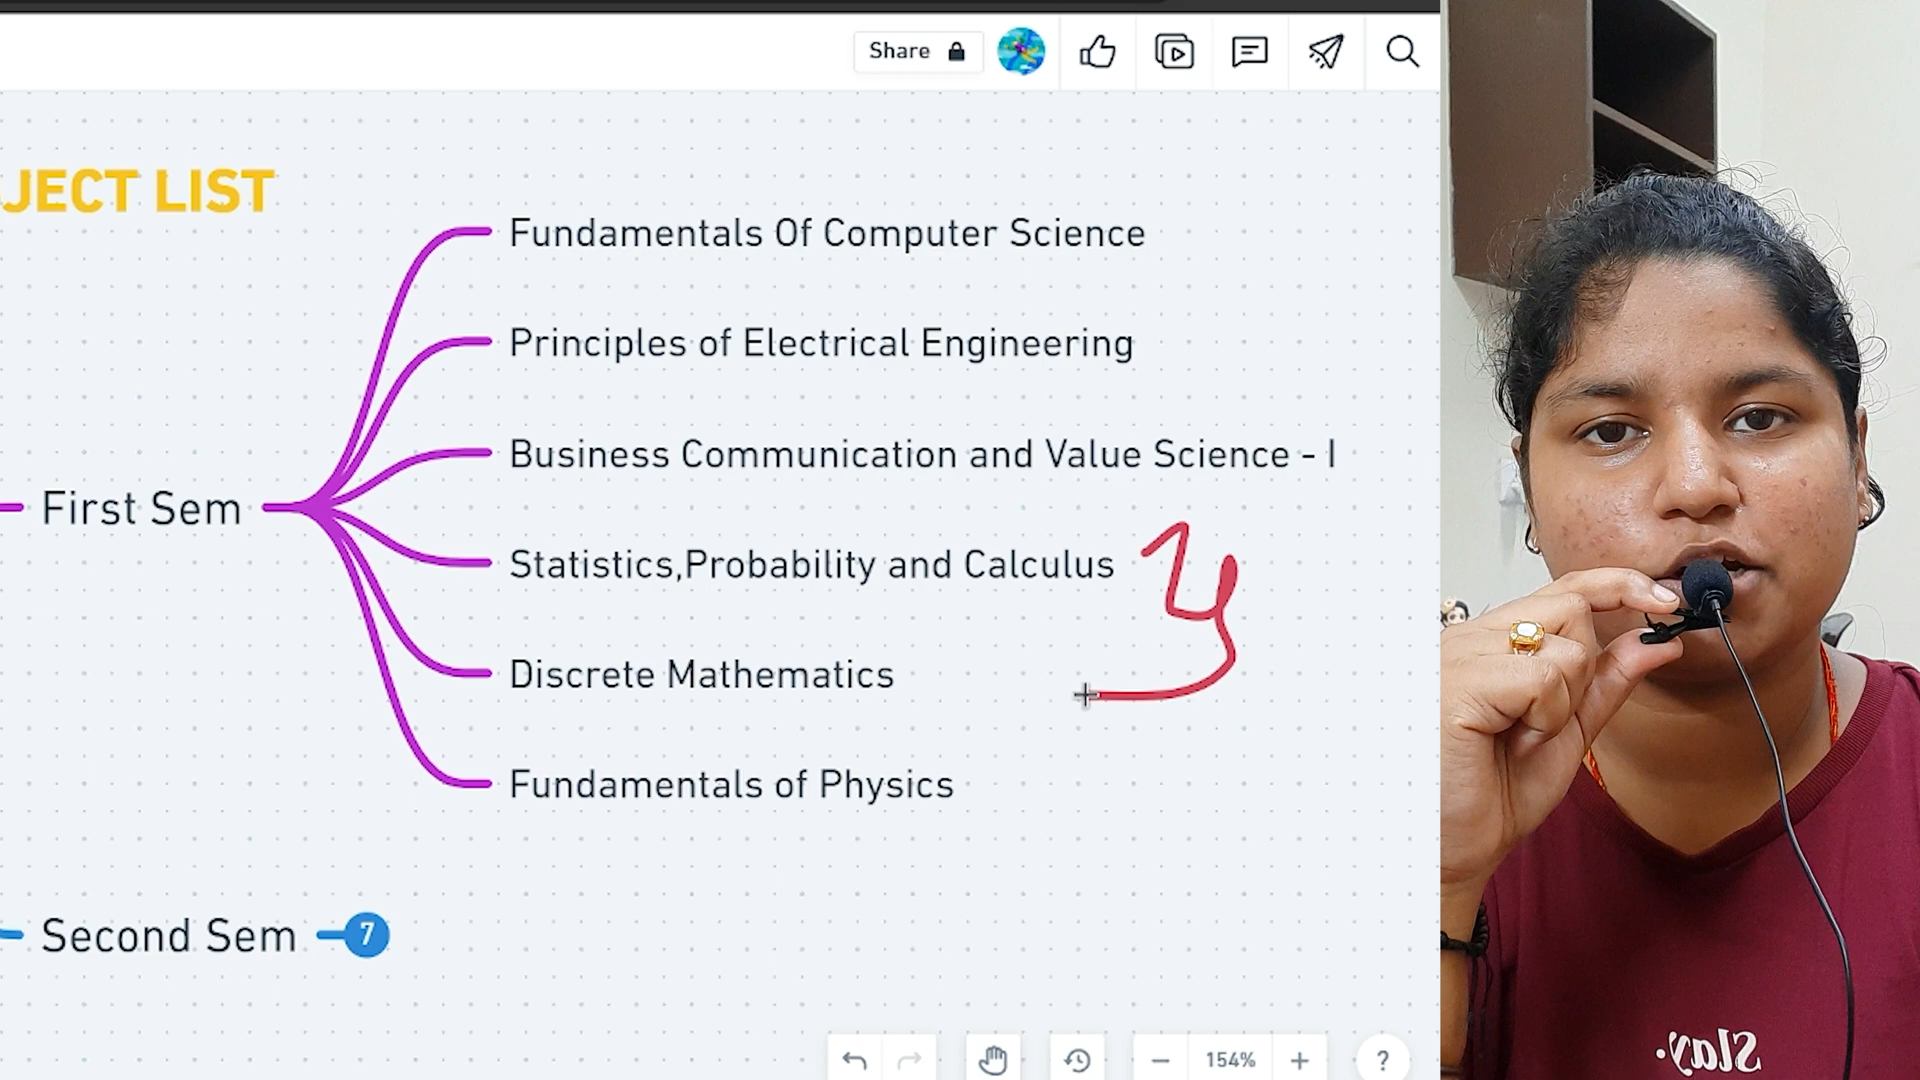 Share
JECT LIST
Fundamentals Of Computer Science
Principles of Electrical Engineering
Business Communication and Value Science - I
First Sem
Statistics,Probability and Calculus
Discrete Mathematics
Fundamentals of Physics
Second Sem
7
154%
?
Slay.